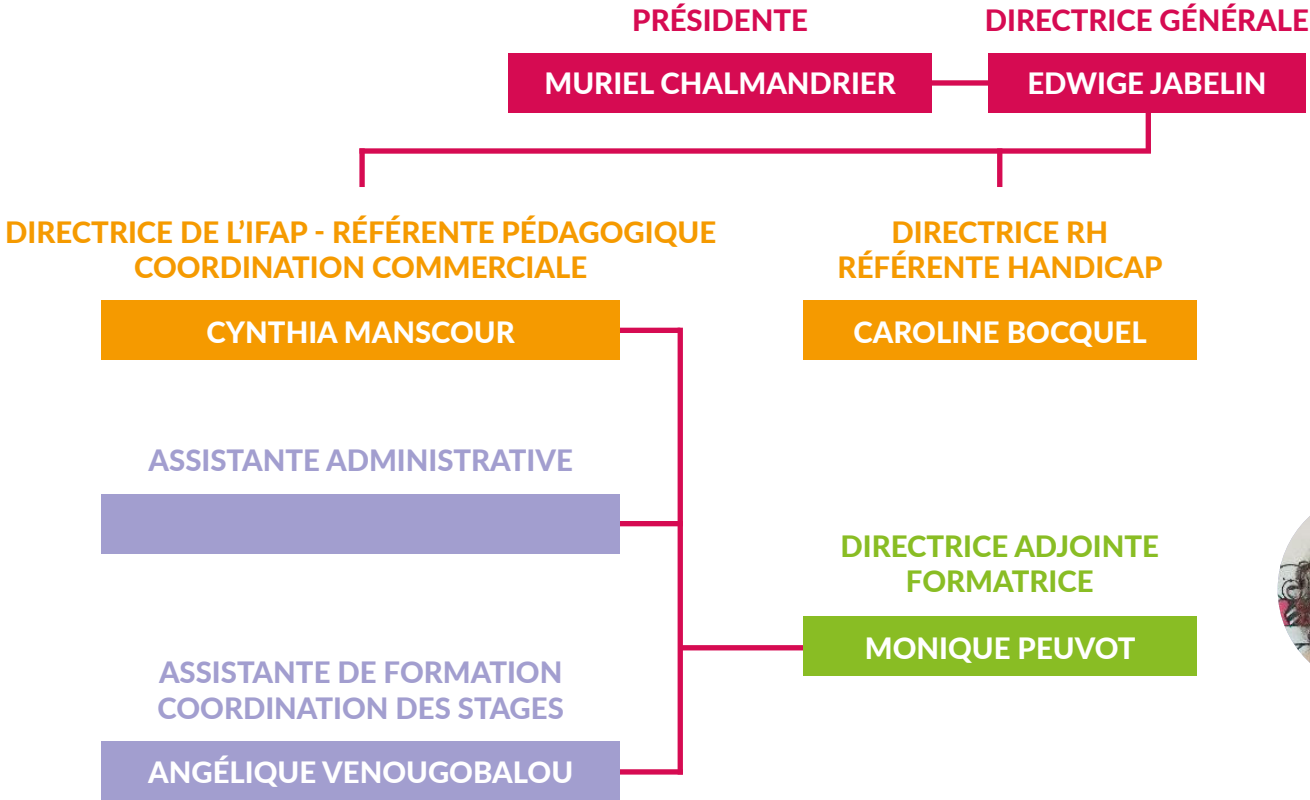 PRÉSIDENTE
MURIEL CHALMANDRIER
DIRECTRICE GÉNÉRALE
EDWIGE JABELIN
DIRECTRICE DE L’IFAP - RÉFÉRENTE PÉDAGOGIQUE
COORDINATION COMMERCIALE
CYNTHIA MANSCOUR
DIRECTRICE RH
RÉFÉRENTE HANDICAP
CAROLINE BOCQUEL
ASSISTANTE ADMINISTRATIVE
DIRECTRICE ADJOINTE
FORMATRICE
MONIQUE PEUVOT
ASSISTANTE DE FORMATION
COORDINATION DES STAGES
ANGÉLIQUE VENOUGOBALOU